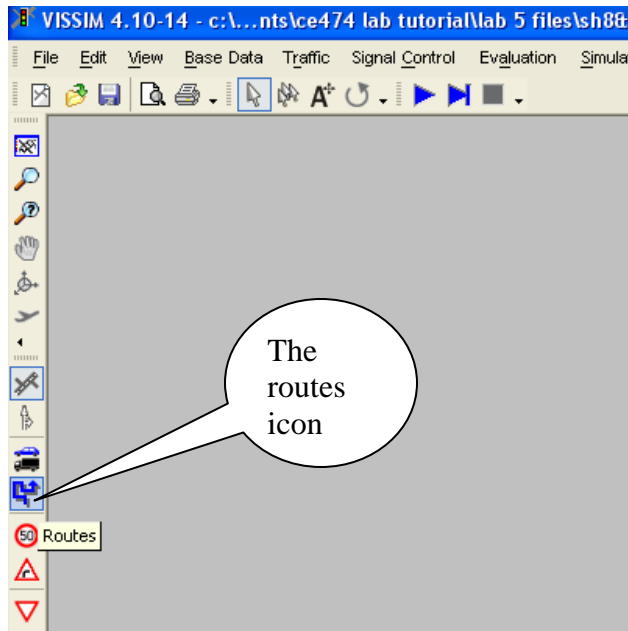 VISSIM 4.10-14 - c:\...nts\ce474 lab tutorial\lab 5 files\sh8&
File Edit View Base Data Traffic Signal Control Evaluation Simula
A
The
routes
icon
50
Routes